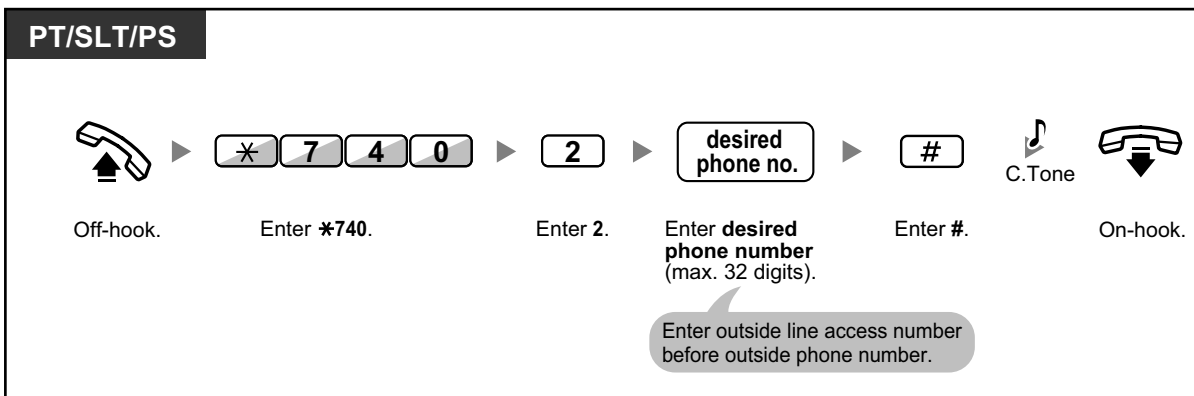 PT/SLT/PS
* 7 4 0
2
desired
phone no.
#
C.Tone
Off-hook.
Enter *740.
Enter 2.
Enter desired
phone number
(max. 32 digits).
Enter #.
On-hook.
Enter outside line access number
before outside phone number.